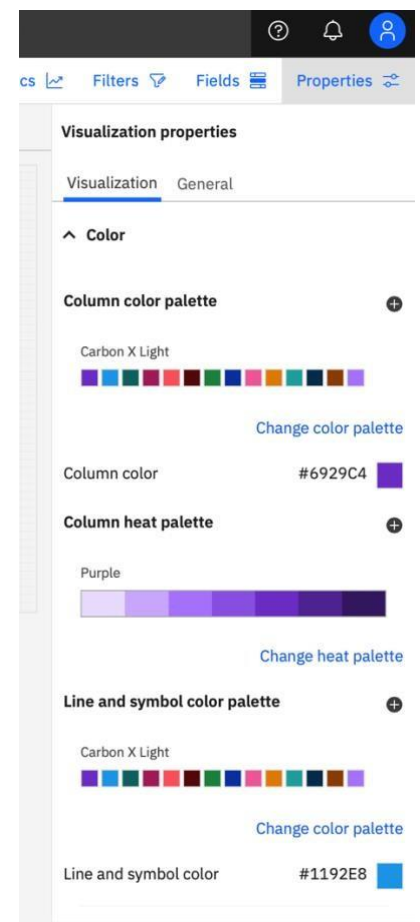 cs Filters Fields Properties
Visualization properties
Visualization General
Color
Column color palette
Carbon X Light
Change color palette
Column color #6929C4
Column heat palette
Purple
Change heat palette
Line and symbol color palette
Carbon X Light
Change color palette
Line and symbol color #1192E8